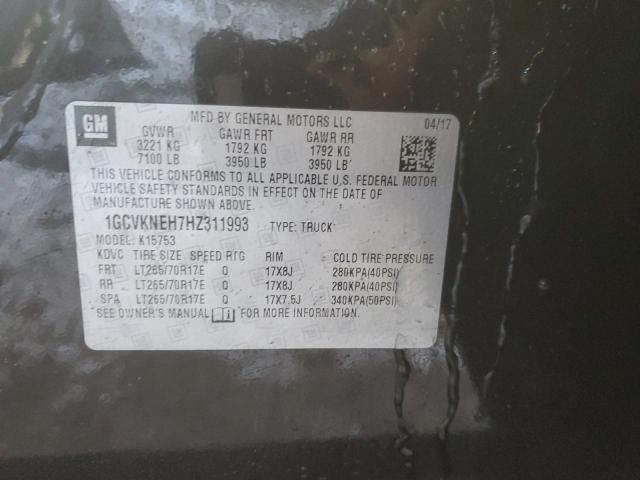 GM
MFD BY GENERAL MOTORS LLC
04/17
GVWR GAWR FRT GAWR RR
3221 KG 1792 KG 1792 KG
7100 LB 3950 LB 3950 LB
THIS VEHICLE CONFORMS TO ALL APPLICABLE U.S. FEDERAL MOTOR
VEHICLE SAFETY STANDARDS IN EFFECT ON THE DATE OF
MANUFACTURE SHOWN ABOVE.
1GCVKNEH7HZ311993 TYPE: TRUCK
MODEL: K15753
KDVC TIRE SIZE SPEED RTG RIM COLD TIRE PRESSURE
FRT LT265/70R17E Q 17X8J 280KPA(40PSI)
RR LT265/70R17E Q 17X8J 280KPA(40PSI)
SPA LT265/70R17E Q 17X7.5J 340KPA(50PSI)
SEE OWNER'S MANUAL i FOR MORE INFORMATION.